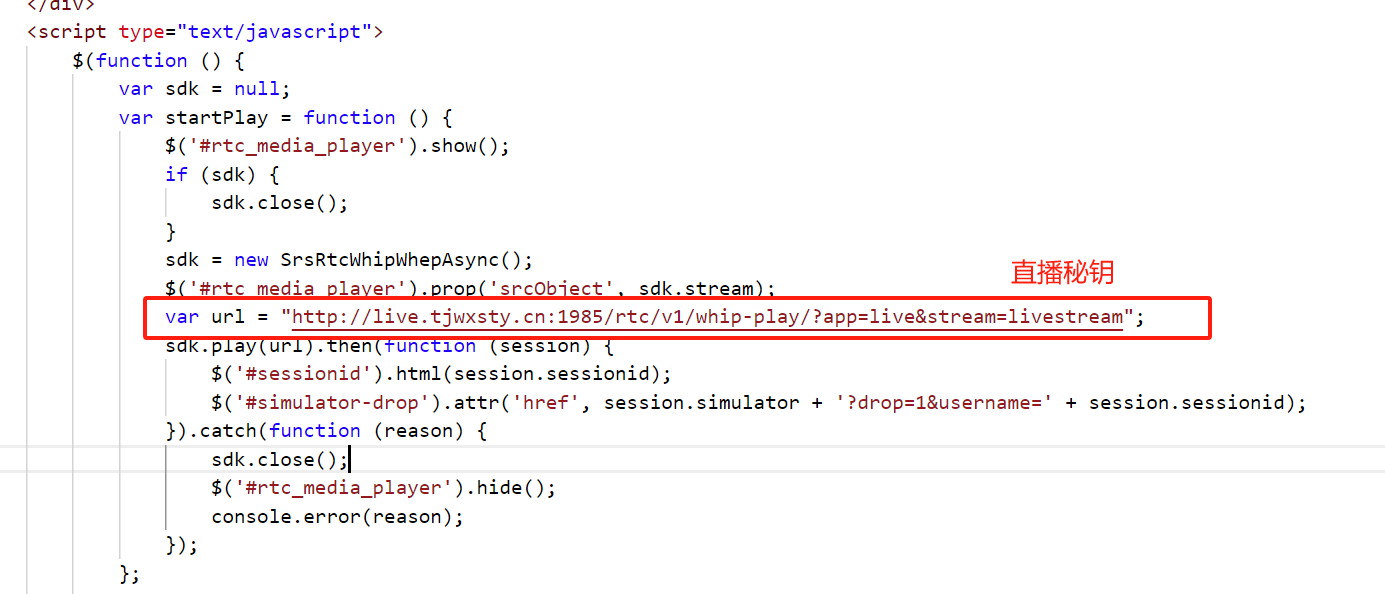 </div>
<script type="text/javascript">
$(function () {
var sdk = null;
var startPlay = function () {
$('#rtc_media_player').show();
if (sdk) {
sdk.close();
}
sdk = new SrsRtcWhipWhepAsync();
直播秘钥
$('#rtc_media_player').prop('srcObject', sdk.stream);
var url = "http://live.tjwxsty.cn:1985/rtc/v1/whip-play/?app=live&stream=livestream";
sdk.play(url).then(function (session) {
$('#sessionid').html(session.sessionid);
$('#simulator-drop').attr('href', session.simulator + '?drop=1&username=' + session.sessionid);
}).catch(function (reason) {
sdk.close();
$('#rtc_media_player').hide();
console.error(reason);
});
};